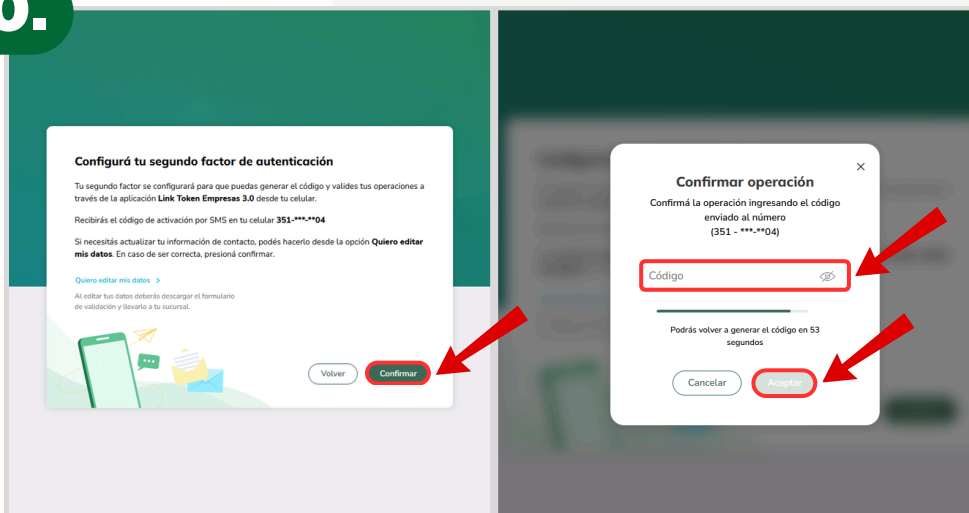 Configurá tu segundo factor de autenticación
Tu segundo factor se configurará para que puedas generar el código y valides tus operaciones a
través de la aplicación Link Token Empresas 3.0 desde tu celular.
Recibirás el código de activación por SMS en tu celular 351-***-**04
Si necesitás actualizar tu información de contacto, podés hacerlo desde la opción Quiero editar
mis datos. En caso de ser correcta, presioná confirmar.
Quiero editar mis datos >
Al editar tus datos deberás descargar el formulario
de validación y llevarlo a tu sucursal.
Volver
Confirmar
Confirmar operación
Confirmá la operación ingresando el código
enviado al número
(351 - ***-**04)
Código
Podrás volver a generar el código en 53
segundos
Cancelar
Aceptar